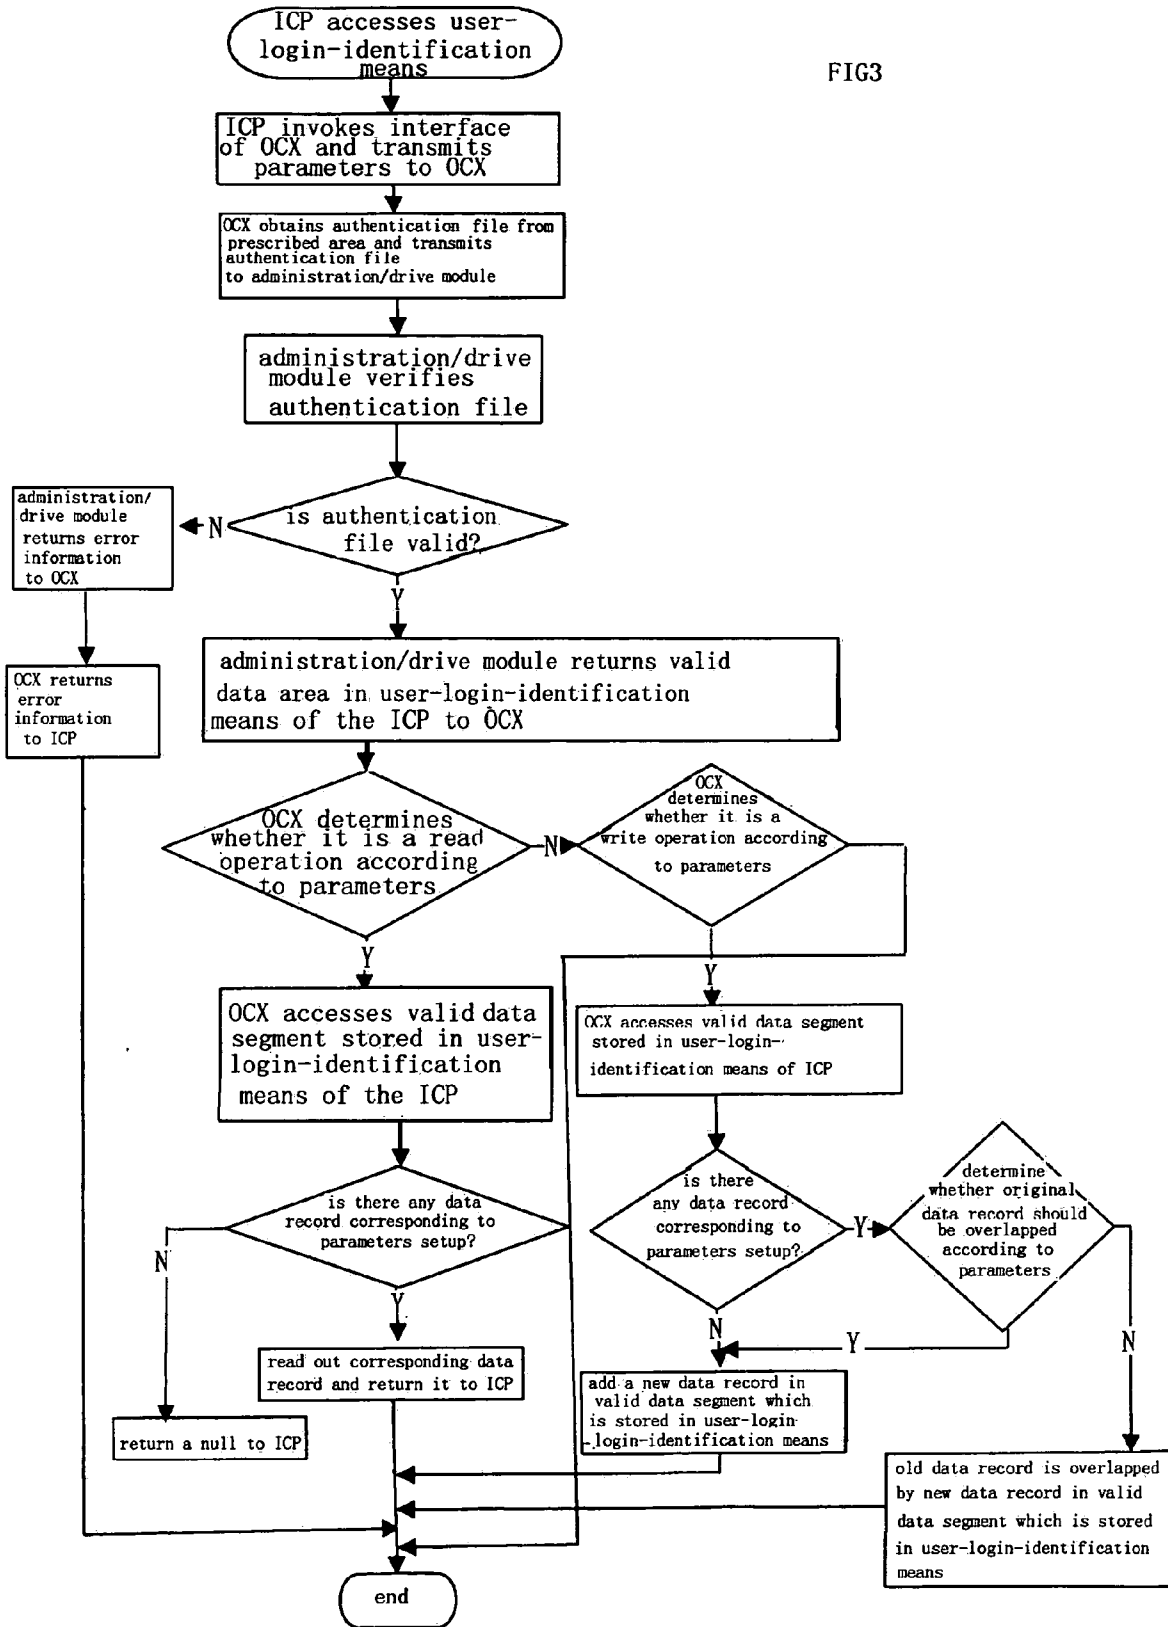 ICP accesses user-
login-identification
means
FIG3
ICP invokes interface
of OCX and transmits
parameters to OCX
OCX obtains authentication file from
prescribed area and transmits
authentication file
to administration/drive module
administration/drive
module verifies
authentication file
is authentication
file valid?
N
administration/
drive module
returns error
information
to OCX
OCX returns
error
information
to ICP
Y
administration/drive module returns valid
data area in user-login-identification
means of the ICP to OCX
OCX determines
whether it is a read
operation according
to parameters
N
OCX
determines
whether it is a
write operation according
to parameters
Y
Y
OCX accesses valid data
segment stored in user-
login-identification
means of the ICP
OCX accesses valid data segment
stored in user-login-
identification means of ICP
is there any data
record corresponding to
parameters setup?
N
Y
is there
any data record
corresponding to
parameters setup?
Y
determine
whether original
data record should
be overlapped
according to
parameters
N
Y
N
read out corresponding data
record and return it to ICP
return a null to ICP
add a new data record in
valid data segment which
is stored in user-login-
-login-identification means
old data record is overlapped
by new data record in valid
data segment which is stored
in user-login-identification
means
end